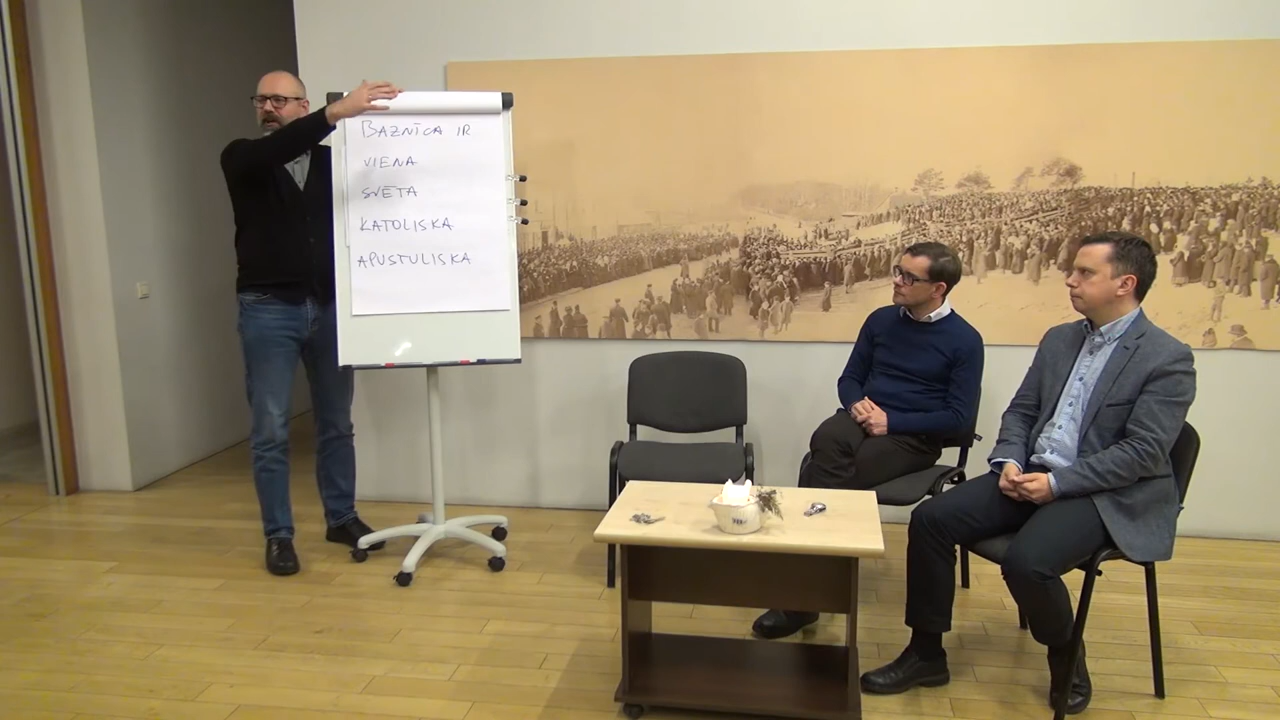 BAZNĪCA IR
VIENA
SVĒTA
KATOLISKA
APUSTULISKA